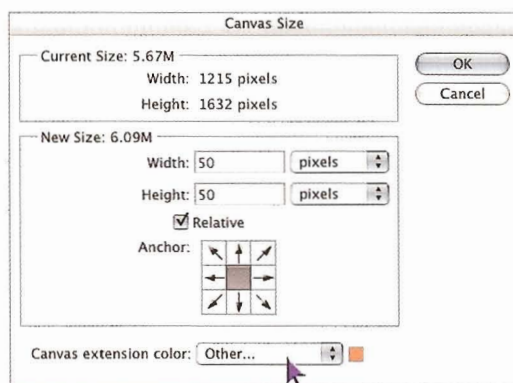 Canvas Size
Current Size: 5.67M
Width: 1215 pixels
Height: 1632 pixels
OK
Cancel
New Size: 6.09M
Width: 50 pixels
Height: 50 pixels
Relative
Anchor:
Canvas extension color: Other...